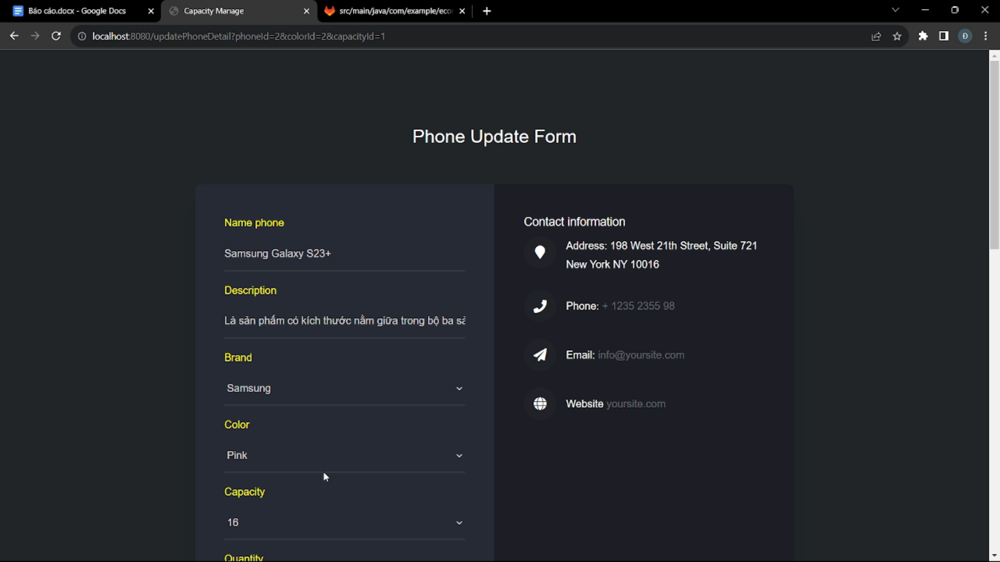 Báo cáo.docx - Google Docs
Capacity Manage
src/main/java/com/example/eco
localhost:8080/updatePhoneDetail?phoneId=2&colorId=2&capacityId=1
Đ
Phone Update Form
Name phone
Samsung Galaxy S23+
Description
Là sản phẩm có kích thước nằm giữa trong bộ ba sả
Brand
Samsung
Color
Pink
Capacity
16
Quantity
Contact information
Address: 198 West 21th Street, Suite 721
New York NY 10016
Phone: + 1235 2355 98
Email: info@yoursite.com
Website yoursite.com